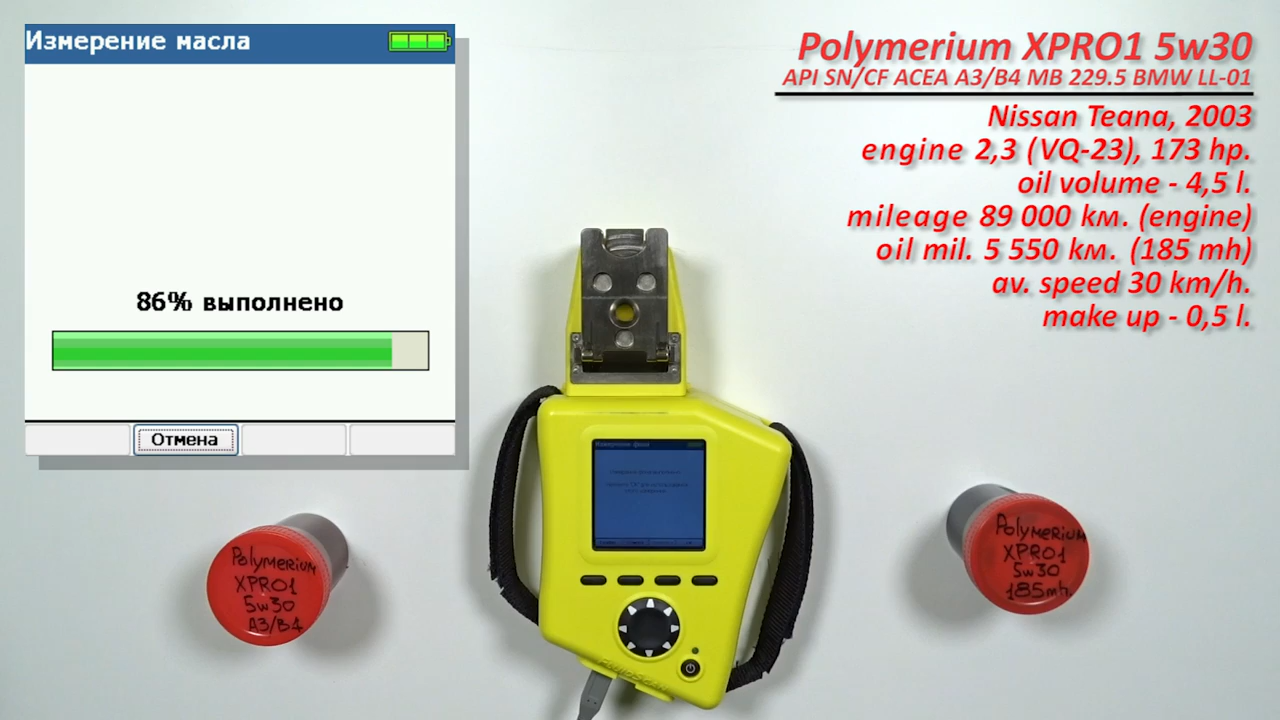 Измерение масла
86% выполнено
Отмена
Polymerium XPRO1 5w30
API SN/CF ACEA A3/B4 MB 229.5 BMW LL-01
Nissan Teana, 2003
engine 2,3 (VQ-23), 173 hp.
oil volume - 4,5 l.
mileage 89 000 км. (engine)
oil mil. 5 550 км. (185 mh)
av. speed 30 km/h.
make up - 0,5 l.
Polymerium
XPRO1
5w30
A3/B4
Polymerium
XPRO1
5w30
185mh.
FluidScan